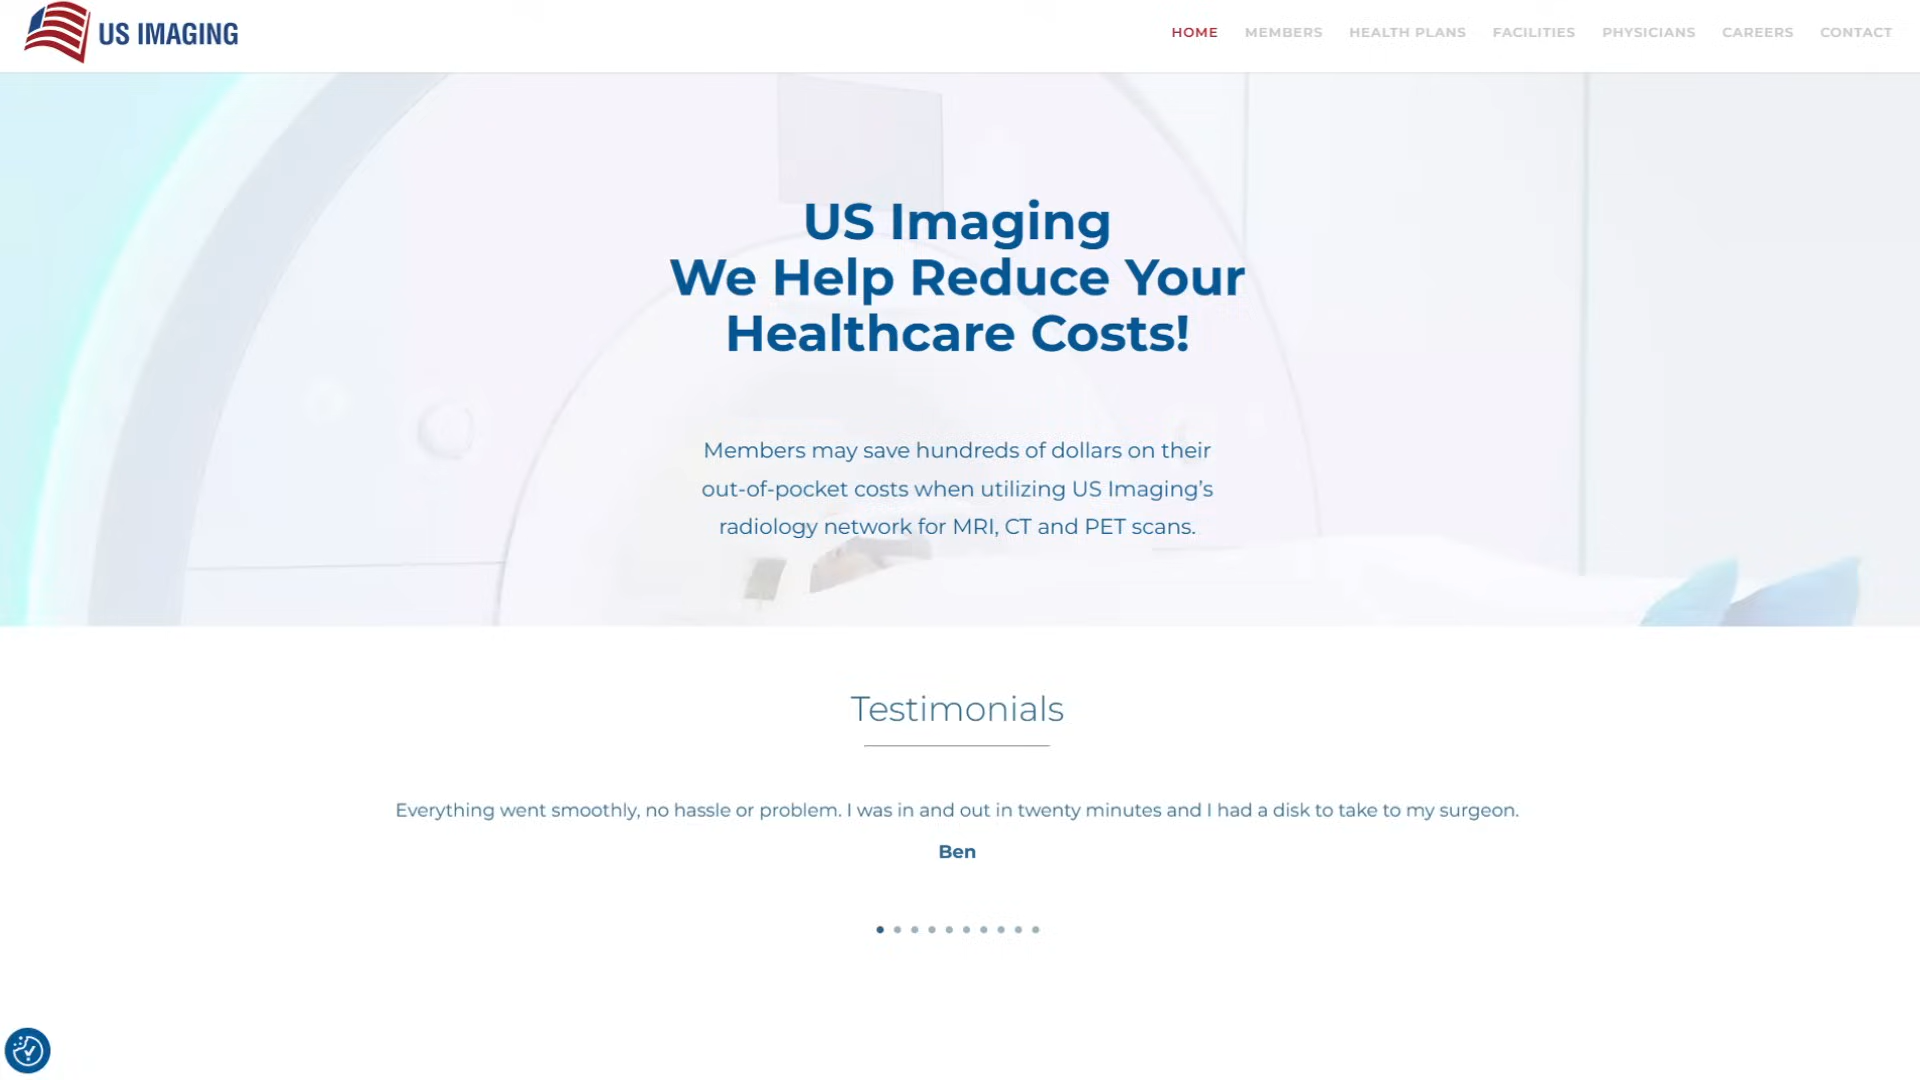 US IMAGING
HOME MEMBERS HEALTH PLANS FACILITIES PHYSICIANS CAREERS CONTACT
US Imaging
We Help Reduce Your
Healthcare Costs!
Members may save hundreds of dollars on their
out-of-pocket costs when utilizing US Imaging’s
radiology network for MRI, CT and PET scans.
Testimonials
Everything went smoothly, no hassle or problem. I was in and out in twenty minutes and I had a disk to take to my surgeon.
Ben